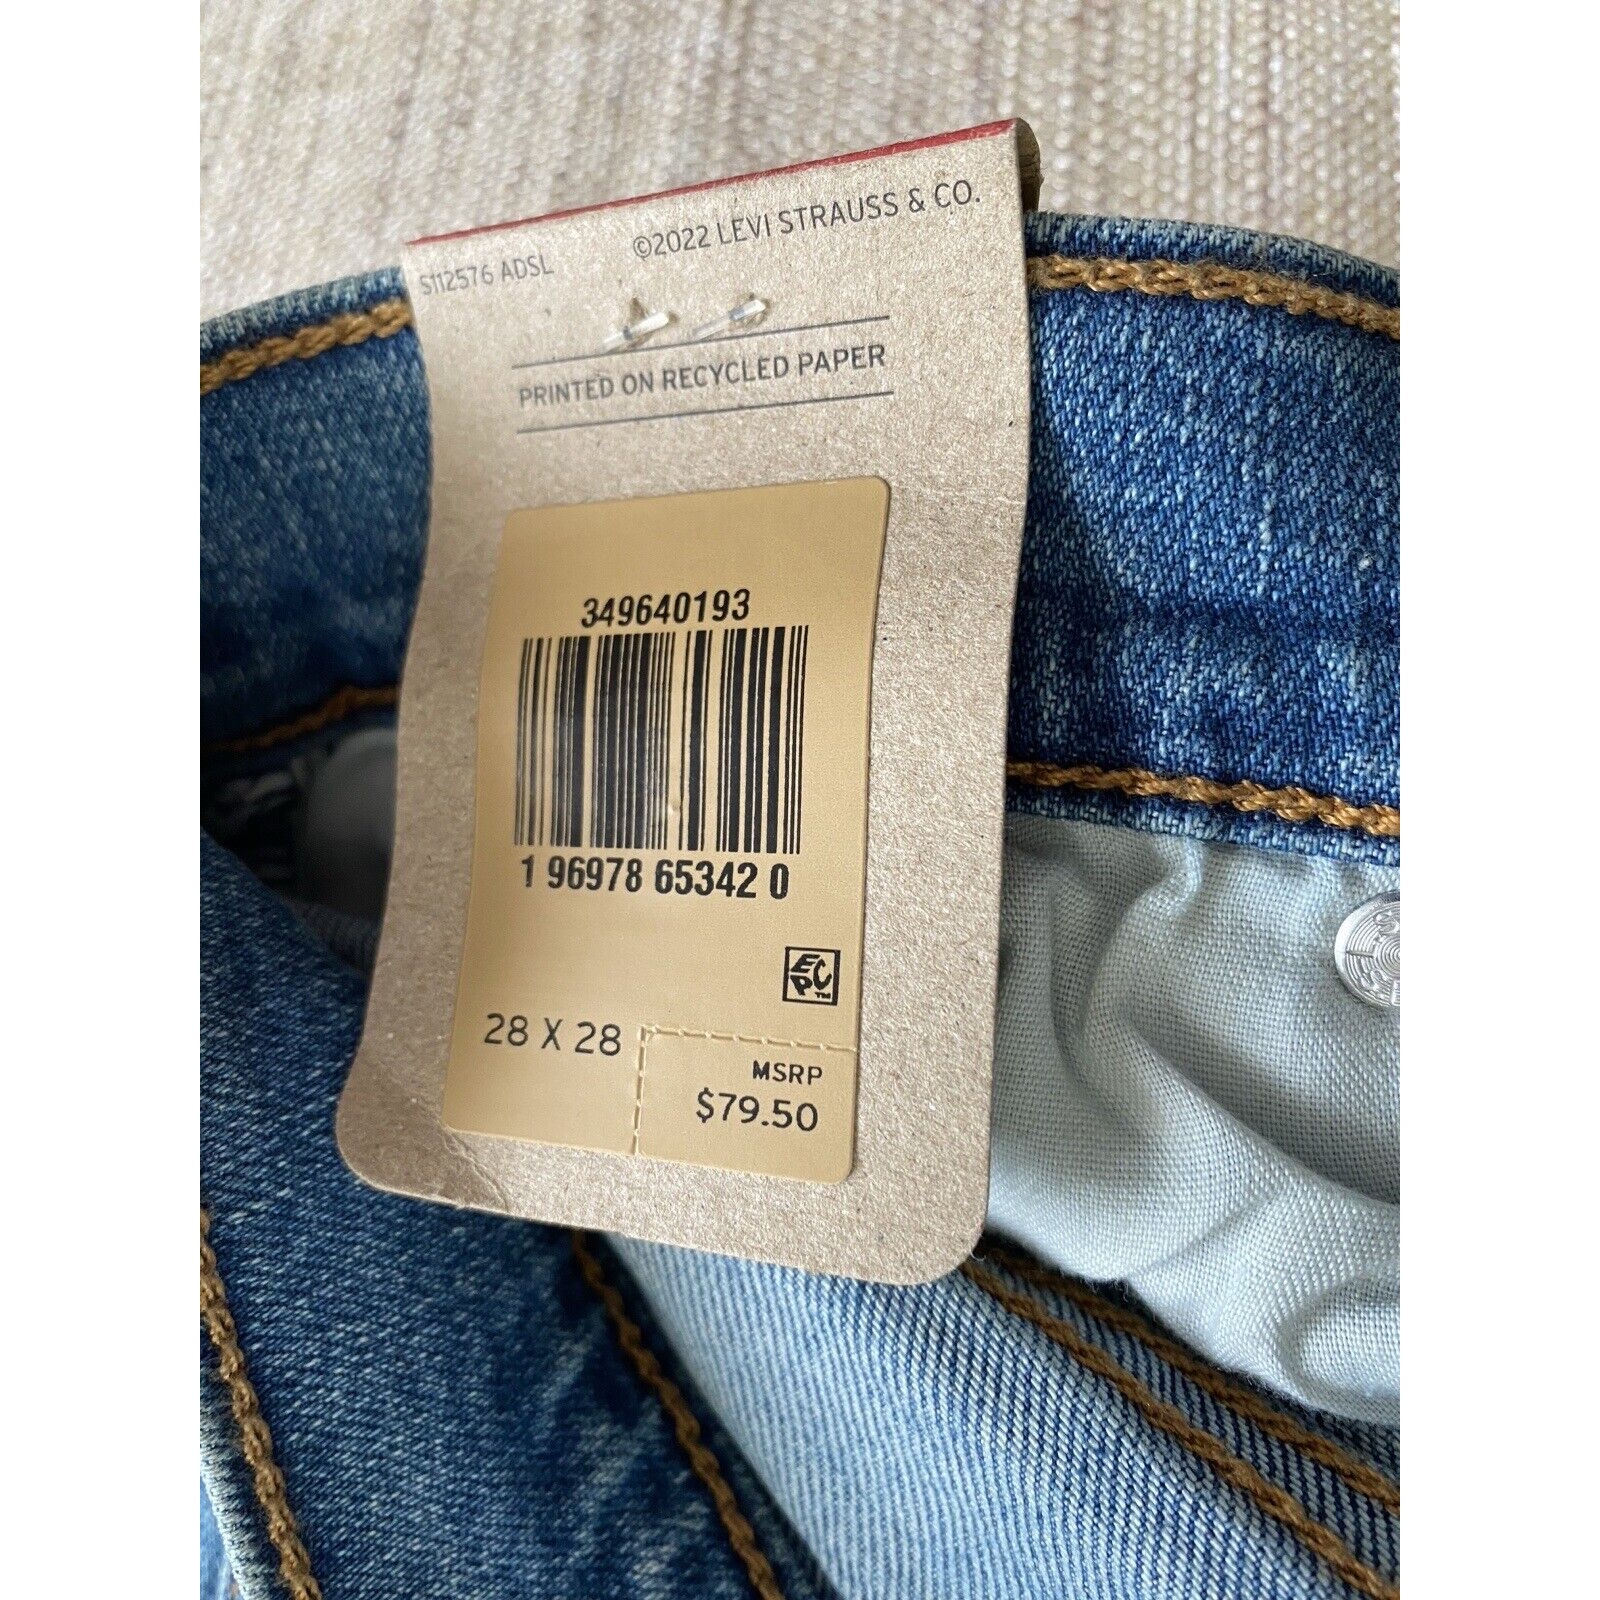 ©2022 LEVI STRAUSS & CO.
S112576 ADSL
PRINTED ON RECYCLED PAPER
349640193
1 96978 65342 0
ECP™
28 X 28
MSRP
$79.50